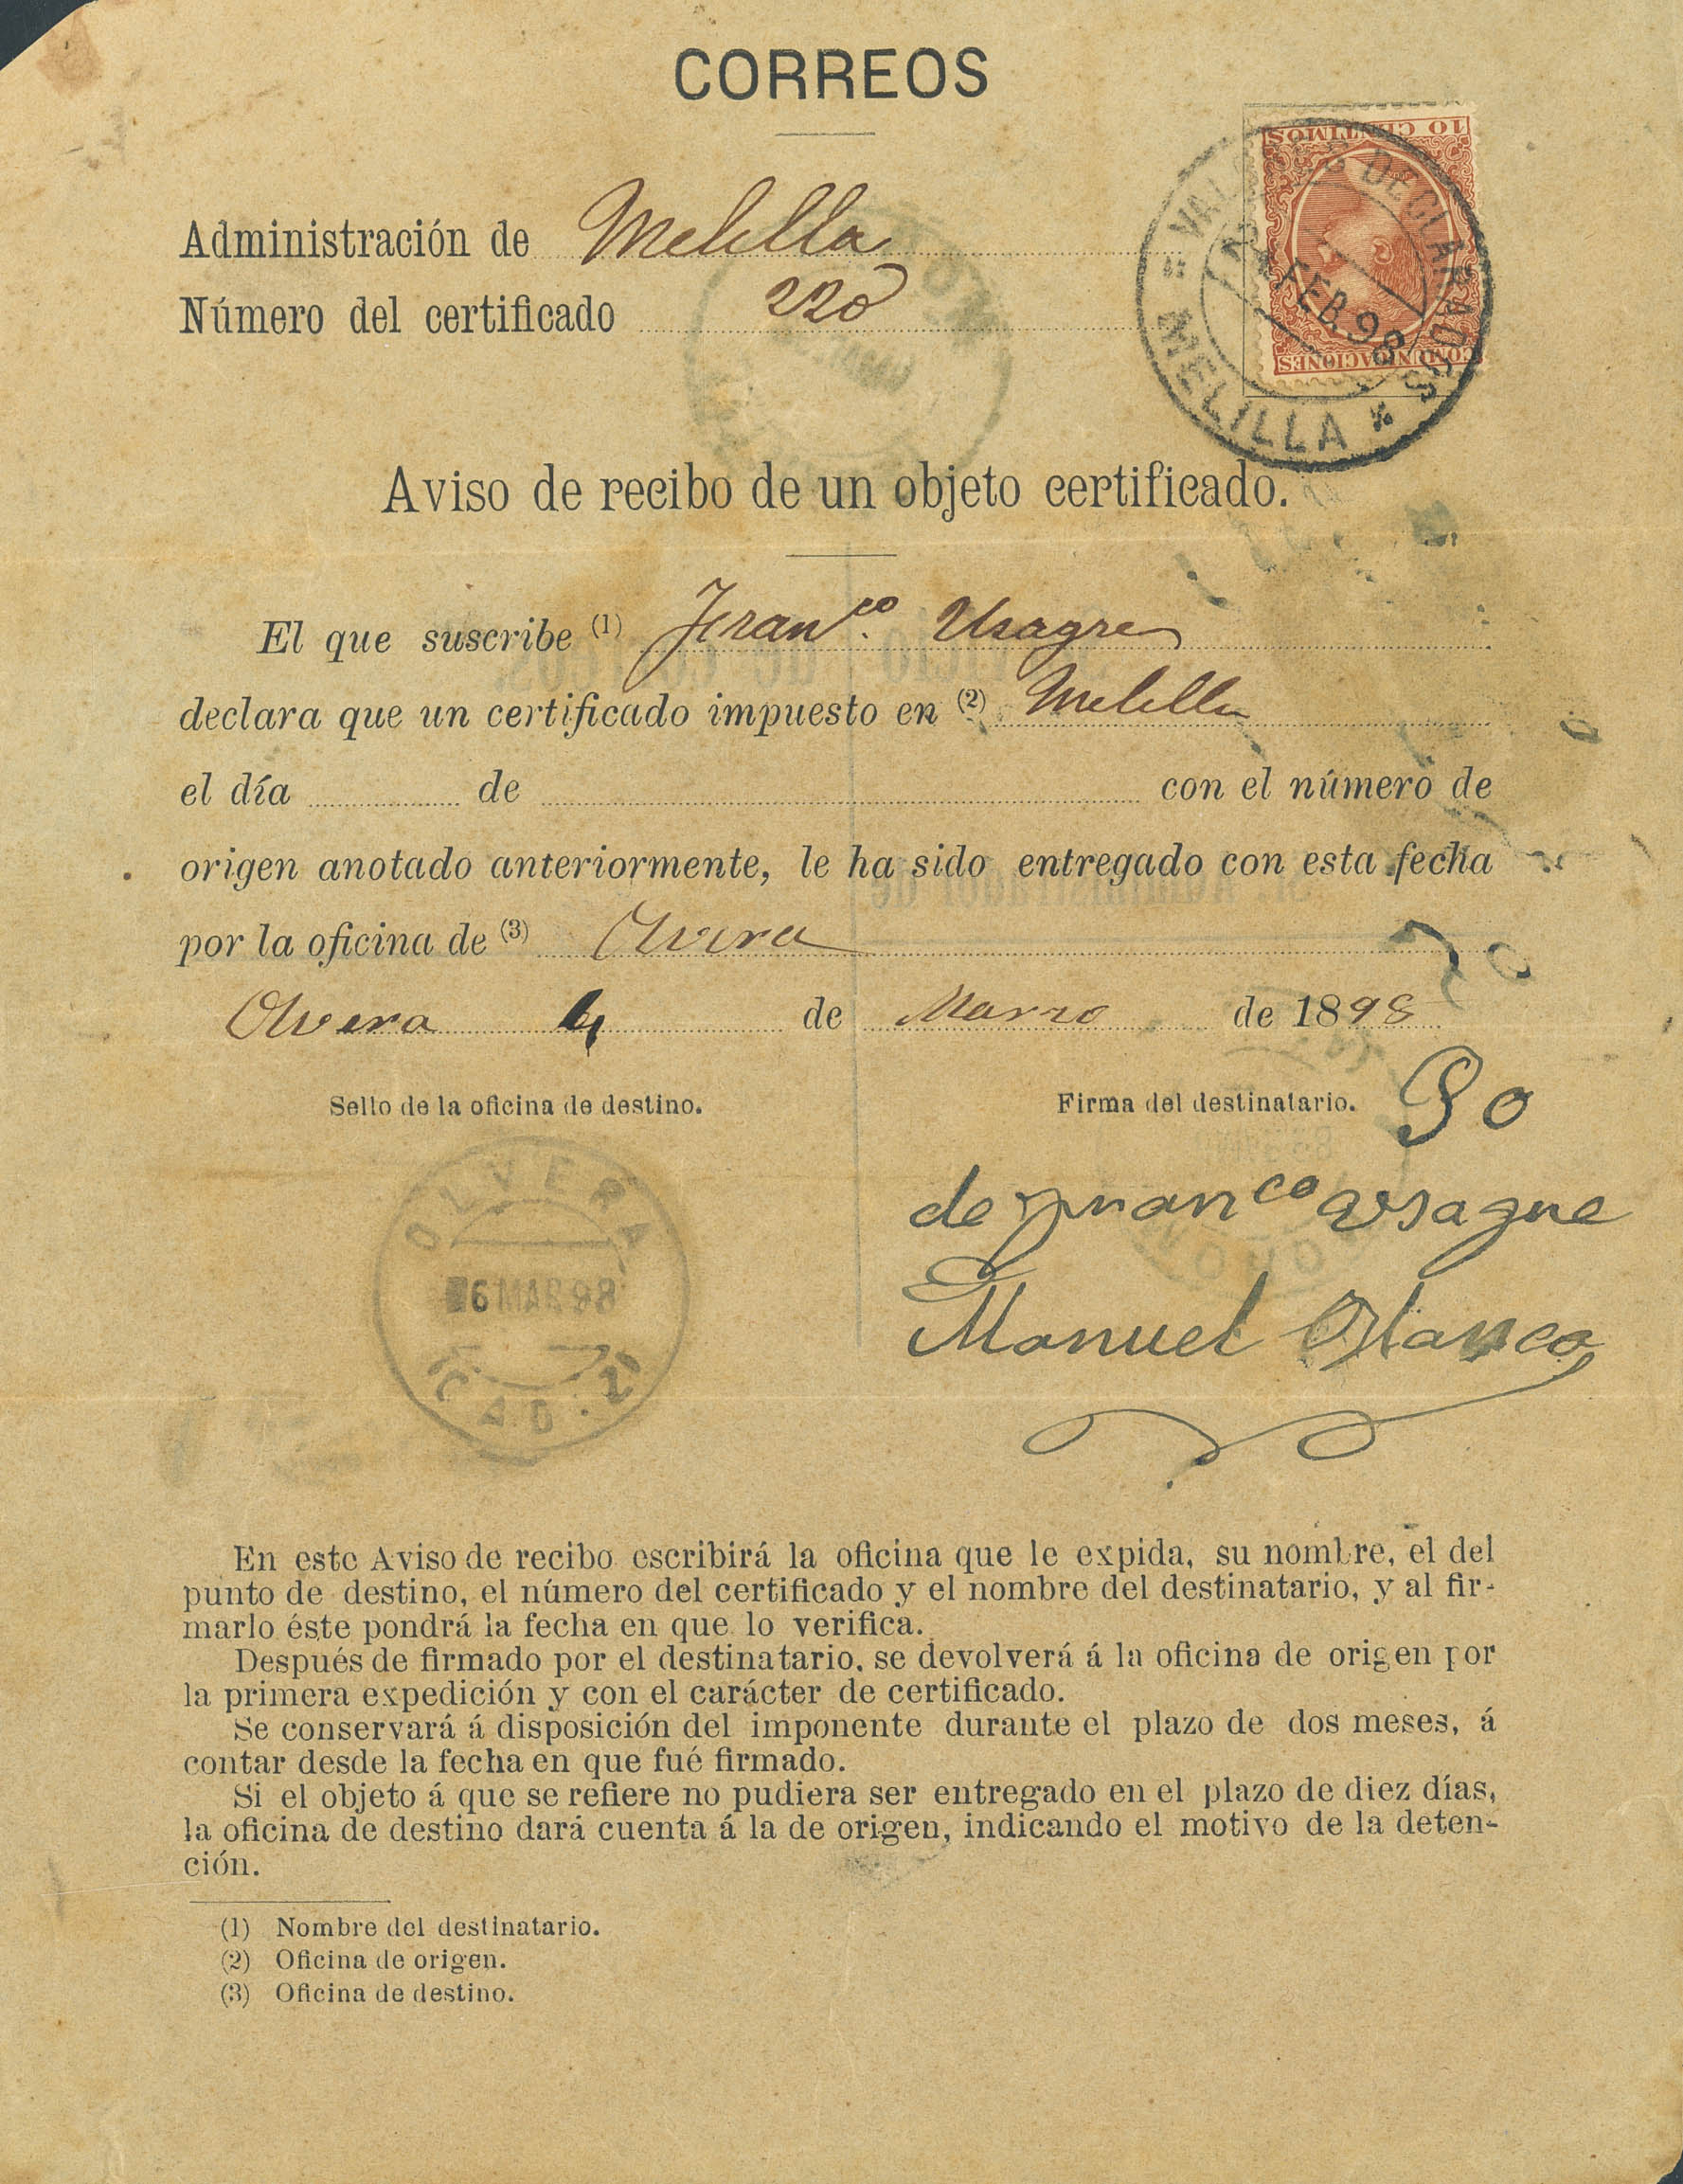 CORREOS
10 CENTIMOS
COMUNICACIONES
VALORES DECLARADOS
FEB. 98
MELILLA
Administración de Melilla
Número del certificado 220
Aviso de recibo de un objeto certificado.
El que suscribe (1) Franco. Usagre
declara que un certificado impuesto en (2) Melilla
el día de con el número de
origen anotado anteriormente, le ha sido entregado con esta fecha
por la oficina de (3) Olvera
Olvera 4 de Marzo de 1898
Sello de la oficina de destino.
Firma del destinatario. PO
de Franco Usagre
Manuel Blanco
OLVERA
6 MAR 98
(CADIZ)
En este Aviso de recibo escribirá la oficina que le expida, su nombre, el del
punto de destino, el número del certificado y el nombre del destinatario, y al fir-
marlo éste pondrá la fecha en que lo verifica.
Después de firmado por el destinatario, se devolverá á la oficina de origen por
la primera expedición y con el carácter de certificado.
Se conservará á disposición del imponente durante el plazo de dos meses, á
contar desde la fecha en que fué firmado.
Si el objeto á que se refiere no pudiera ser entregado en el plazo de diez días,
la oficina de destino dará cuenta á la de origen, indicando el motivo de la deten-
ción.
(1) Nombre del destinatario.
(2) Oficina de origen.
(3) Oficina de destino.